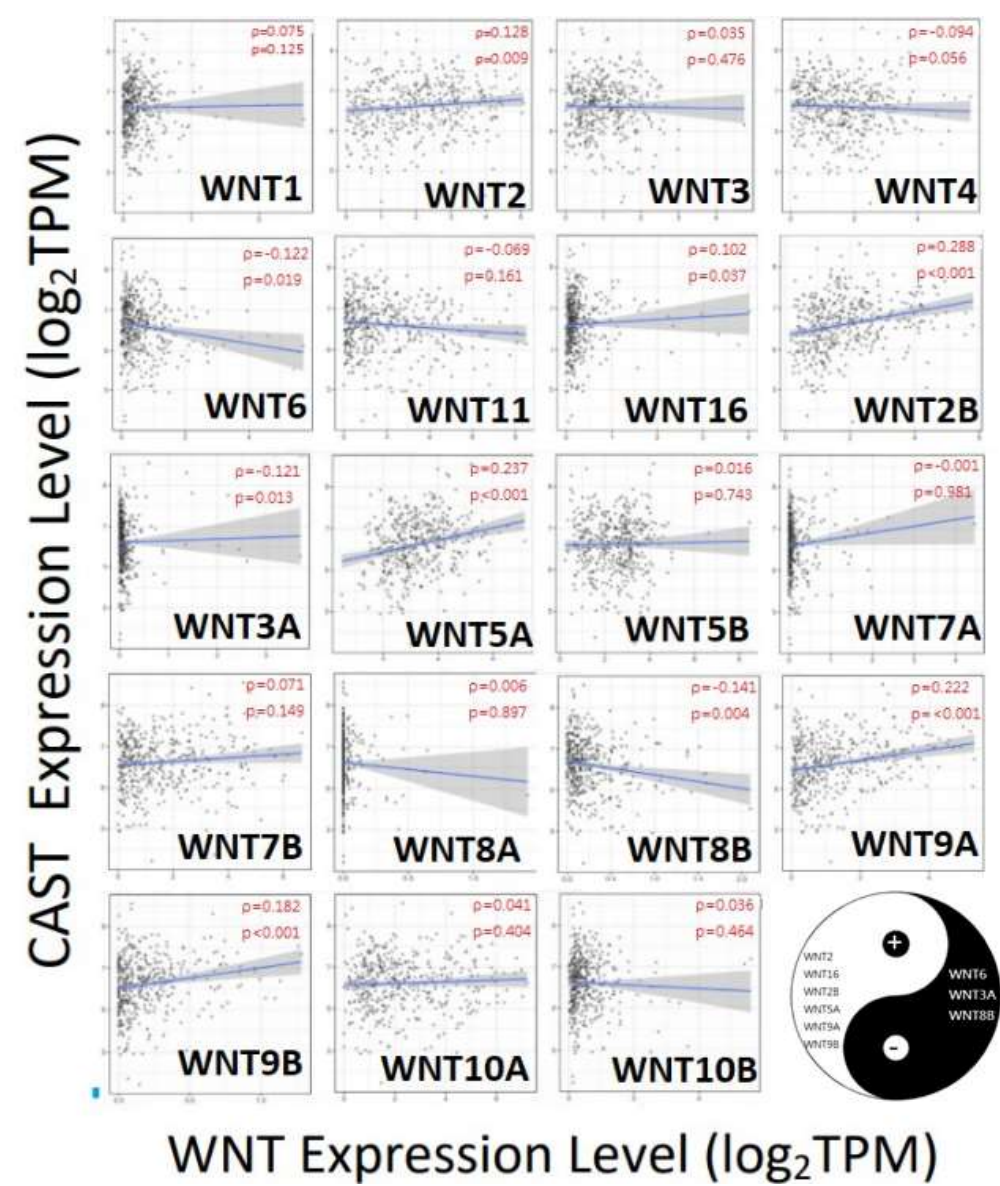 CAST Expression Level (log₂TPM)
ρ=0.075
p=0.125
WNT1
ρ=0.128
p=0.009
WNT2
ρ=0.035
p=0.476
WNT3
ρ=-0.094
p=0.056
WNT4
ρ=-0.122
p=0.019
WNT6
ρ=-0.069
p=0.161
WNT11
ρ=0.102
p=0.037
WNT16
ρ=0.288
p<0.001
WNT2B
ρ=-0.121
p=0.013
WNT3A
ρ=0.237
p<0.001
WNT5A
ρ=0.016
p=0.743
WNT5B
ρ=-0.001
p=0.981
WNT7A
ρ=0.071
p=0.149
WNT7B
ρ=0.006
p=0.897
WNT8A
ρ=-0.141
p=0.004
WNT8B
ρ=0.222
p=<0.001
WNT9A
ρ=0.182
p<0.001
WNT9B
ρ=0.041
p=0.404
WNT10A
ρ=0.036
p=0.464
WNT10B
+
WNT2
WNT16
WNT2B
WNT5A
WNT9A
WNT9B
WNT6
WNT3A
WNT8B
-
WNT Expression Level (log₂TPM)